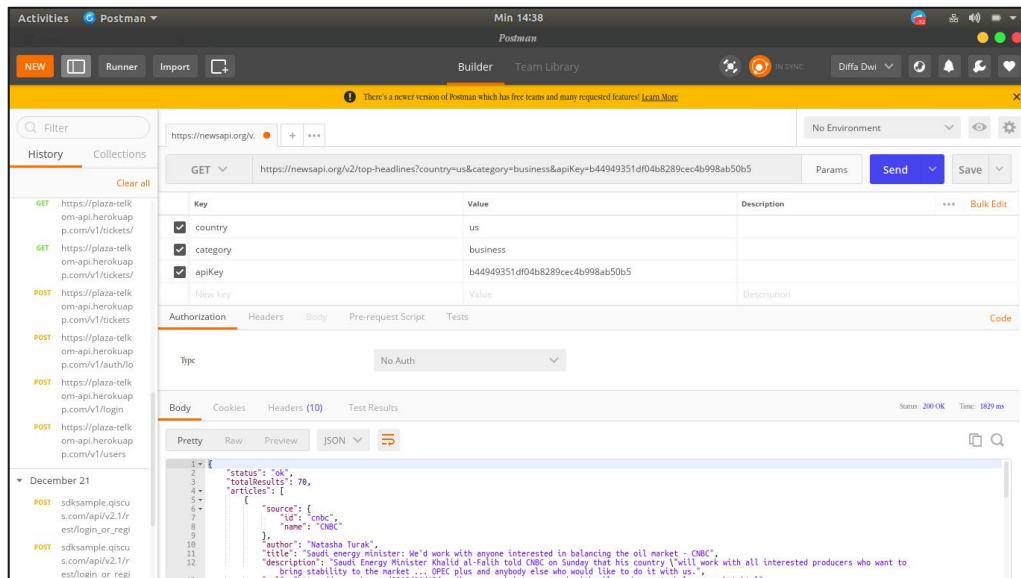 Activities Postman
Min 14:38
Postman
NEW Runner Import Builder Team Library IN SYNC Diffa Dwi
There's a newer version of Postman which has free teams and many requested features! Learn More
Filter
History Collections
Clear all
GET https://plaza-telk
om-api.herokuap
p.com/v1/tickets/
GET https://plaza-telk
om-api.herokuap
p.com/v1/tickets/
POST https://plaza-telk
om-api.herokuap
p.com/v1/tickets
POST https://plaza-telk
om-api.herokuap
p.com/v1/auth/lo
POST https://plaza-telk
om-api.herokuap
p.com/v1/login
POST https://plaza-telk
om-api.herokuap
p.com/v1/users
December 21
POST sdksample.qiscu
s.com/api/v2.1/r
est/login_or_regi
POST sdksample.qiscu
s.com/api/v2.1/r
est/login_or_regi
https://newsapi.org/v. + •••
No Environment
GET https://newsapi.org/v2/top-headlines?country=us&category=business&apiKey=b44949351df04b8289cec4b998ab50b5 Params Send Save
Key Value Description ••• Bulk Edit
country us
category business
apiKey b44949351df04b8289cec4b998ab50b5
New key Value Description
Authorization Headers Body Pre-request Script Tests Code
Type No Auth
Body Cookies Headers (10) Test Results Status: 200 OK Time: 1829 ms
Pretty Raw Preview JSON
1 {
2 "status": "ok",
3 "totalResults": 70,
4 "articles": [
5 {
6 "source": {
7 "id": "cnbc",
8 "name": "CNBC"
9 },
10 "author": "Natasha Turak",
11 "title": "Saudi energy minister: We'd work with anyone interested in balancing the oil market - CNBC",
12 "description": "Saudi Energy Minister Khalid al-Falih told CNBC on Sunday that his country \"will work with all interested producers who want to
bring stability to the market ... OPEC plus and anybody else who would like to do it with us.",